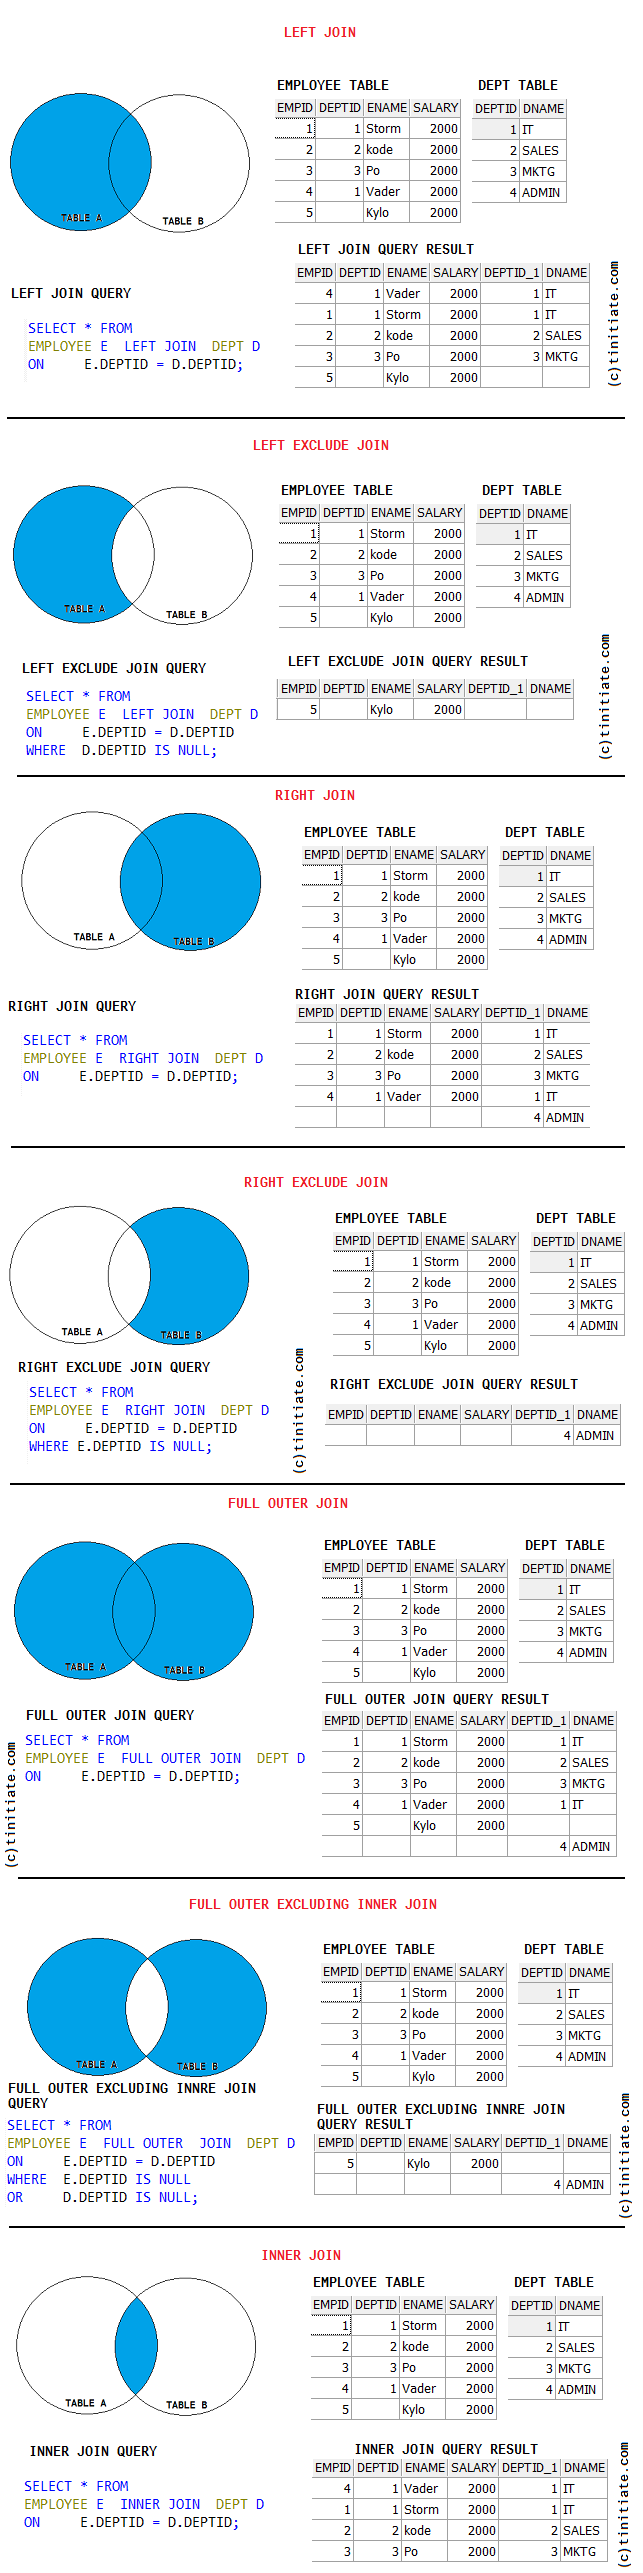 LEFT JOIN
EMPLOYEE TABLE DEPT TABLE
EMPID DEPTID ENAME SALARY DEPTID DNAME
1 1 Storm 2000 1 IT
2 2 kode 2000 2 SALES
3 3 Po 2000 3 MKTG
4 1 Vader 2000 4 ADMIN
5 Kylo 2000
TABLE A TABLE B
LEFT JOIN QUERY RESULT
EMPID DEPTID ENAME SALARY DEPTID_1 DNAME
4 1 Vader 2000 1 IT
1 1 Storm 2000 1 IT
2 2 kode 2000 2 SALES
3 3 Po 2000 3 MKTG
5 Kylo 2000
LEFT JOIN QUERY
SELECT * FROM
EMPLOYEE E LEFT JOIN DEPT D
ON E.DEPTID = D.DEPTID;
(c)tinitiate.com
LEFT EXCLUDE JOIN
EMPLOYEE TABLE DEPT TABLE
EMPID DEPTID ENAME SALARY DEPTID DNAME
1 1 Storm 2000 1 IT
2 2 kode 2000 2 SALES
3 3 Po 2000 3 MKTG
4 1 Vader 2000 4 ADMIN
5 Kylo 2000
TABLE A TABLE B
LEFT EXCLUDE JOIN QUERY RESULT
EMPID DEPTID ENAME SALARY DEPTID_1 DNAME
5 Kylo 2000
LEFT EXCLUDE JOIN QUERY
SELECT * FROM
EMPLOYEE E LEFT JOIN DEPT D
ON E.DEPTID = D.DEPTID
WHERE D.DEPTID IS NULL;
(c)tinitiate.com
RIGHT JOIN
EMPLOYEE TABLE DEPT TABLE
EMPID DEPTID ENAME SALARY DEPTID DNAME
1 1 Storm 2000 1 IT
2 2 kode 2000 2 SALES
3 3 Po 2000 3 MKTG
4 1 Vader 2000 4 ADMIN
5 Kylo 2000
TABLE A TABLE B
RIGHT JOIN QUERY RESULT
EMPID DEPTID ENAME SALARY DEPTID_1 DNAME
1 1 Storm 2000 1 IT
2 2 kode 2000 2 SALES
3 3 Po 2000 3 MKTG
4 1 Vader 2000 1 IT
4 ADMIN
RIGHT JOIN QUERY
SELECT * FROM
EMPLOYEE E RIGHT JOIN DEPT D
ON E.DEPTID = D.DEPTID;
RIGHT EXCLUDE JOIN
EMPLOYEE TABLE DEPT TABLE
EMPID DEPTID ENAME SALARY DEPTID DNAME
1 1 Storm 2000 1 IT
2 2 kode 2000 2 SALES
3 3 Po 2000 3 MKTG
4 1 Vader 2000 4 ADMIN
5 Kylo 2000
TABLE A TABLE B
RIGHT EXCLUDE JOIN QUERY
SELECT * FROM
EMPLOYEE E RIGHT JOIN DEPT D
ON E.DEPTID = D.DEPTID
WHERE E.DEPTID IS NULL;
(c)tinitiate.com
RIGHT EXCLUDE JOIN QUERY RESULT
EMPID DEPTID ENAME SALARY DEPTID_1 DNAME
4 ADMIN
FULL OUTER JOIN
EMPLOYEE TABLE DEPT TABLE
EMPID DEPTID ENAME SALARY DEPTID DNAME
1 1 Storm 2000 1 IT
2 2 kode 2000 2 SALES
3 3 Po 2000 3 MKTG
4 1 Vader 2000 4 ADMIN
5 Kylo 2000
TABLE A TABLE B
FULL OUTER JOIN QUERY RESULT
EMPID DEPTID ENAME SALARY DEPTID_1 DNAME
1 1 Storm 2000 1 IT
2 2 kode 2000 2 SALES
3 3 Po 2000 3 MKTG
4 1 Vader 2000 1 IT
5 Kylo 2000
4 ADMIN
FULL OUTER JOIN QUERY
SELECT * FROM
EMPLOYEE E FULL OUTER JOIN DEPT D
ON E.DEPTID = D.DEPTID;
(c)tinitiate.com
FULL OUTER EXCLUDING INNER JOIN
EMPLOYEE TABLE DEPT TABLE
EMPID DEPTID ENAME SALARY DEPTID DNAME
1 1 Storm 2000 1 IT
2 2 kode 2000 2 SALES
3 3 Po 2000 3 MKTG
4 1 Vader 2000 4 ADMIN
5 Kylo 2000
TABLE A TABLE B
FULL OUTER EXCLUDING INNRE JOIN
QUERY
SELECT * FROM
EMPLOYEE E FULL OUTER JOIN DEPT D
ON E.DEPTID = D.DEPTID
WHERE E.DEPTID IS NULL
OR D.DEPTID IS NULL;
FULL OUTER EXCLUDING INNRE JOIN
QUERY RESULT
EMPID DEPTID ENAME SALARY DEPTID_1 DNAME
5 Kylo 2000
4 ADMIN
(c)tinitiate.com
INNER JOIN
EMPLOYEE TABLE DEPT TABLE
EMPID DEPTID ENAME SALARY DEPTID DNAME
1 1 Storm 2000 1 IT
2 2 kode 2000 2 SALES
3 3 Po 2000 3 MKTG
4 1 Vader 2000 4 ADMIN
5 Kylo 2000
TABLE A TABLE B
INNER JOIN QUERY
SELECT * FROM
EMPLOYEE E INNER JOIN DEPT D
ON E.DEPTID = D.DEPTID;
INNER JOIN QUERY RESULT
EMPID DEPTID ENAME SALARY DEPTID_1 DNAME
4 1 Vader 2000 1 IT
1 1 Storm 2000 1 IT
2 2 kode 2000 2 SALES
3 3 Po 2000 3 MKTG
(c)tinitiate.com